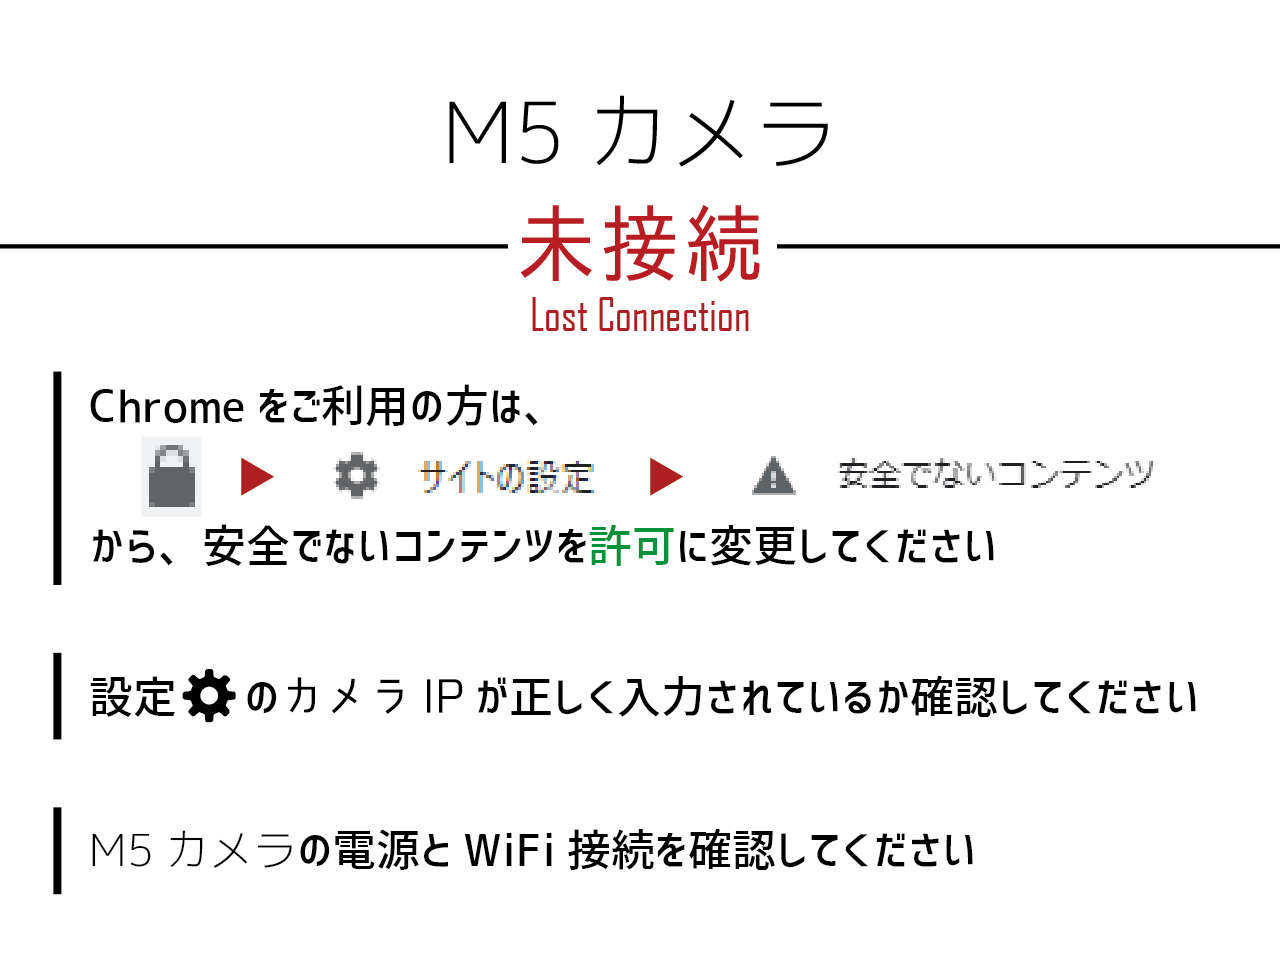 M5 カメラ
未接続
Lost Connection
Chrome をご利用の方は、
サイトの設定 安全でないコンテンツ
から、安全でないコンテンツを許可に変更してください
設定 のカメラ IP が正しく入力されているか確認してください
M5 カメラの電源と WiFi 接続を確認してください